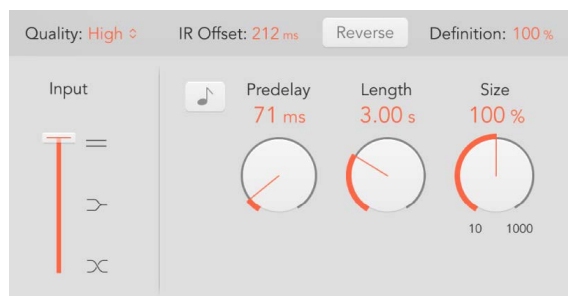 Quality: High IR Offset: 212 ms Reverse Definition: 100 %
Input
Predelay Length Size
71 ms 3.00 s 100 %
10 1000